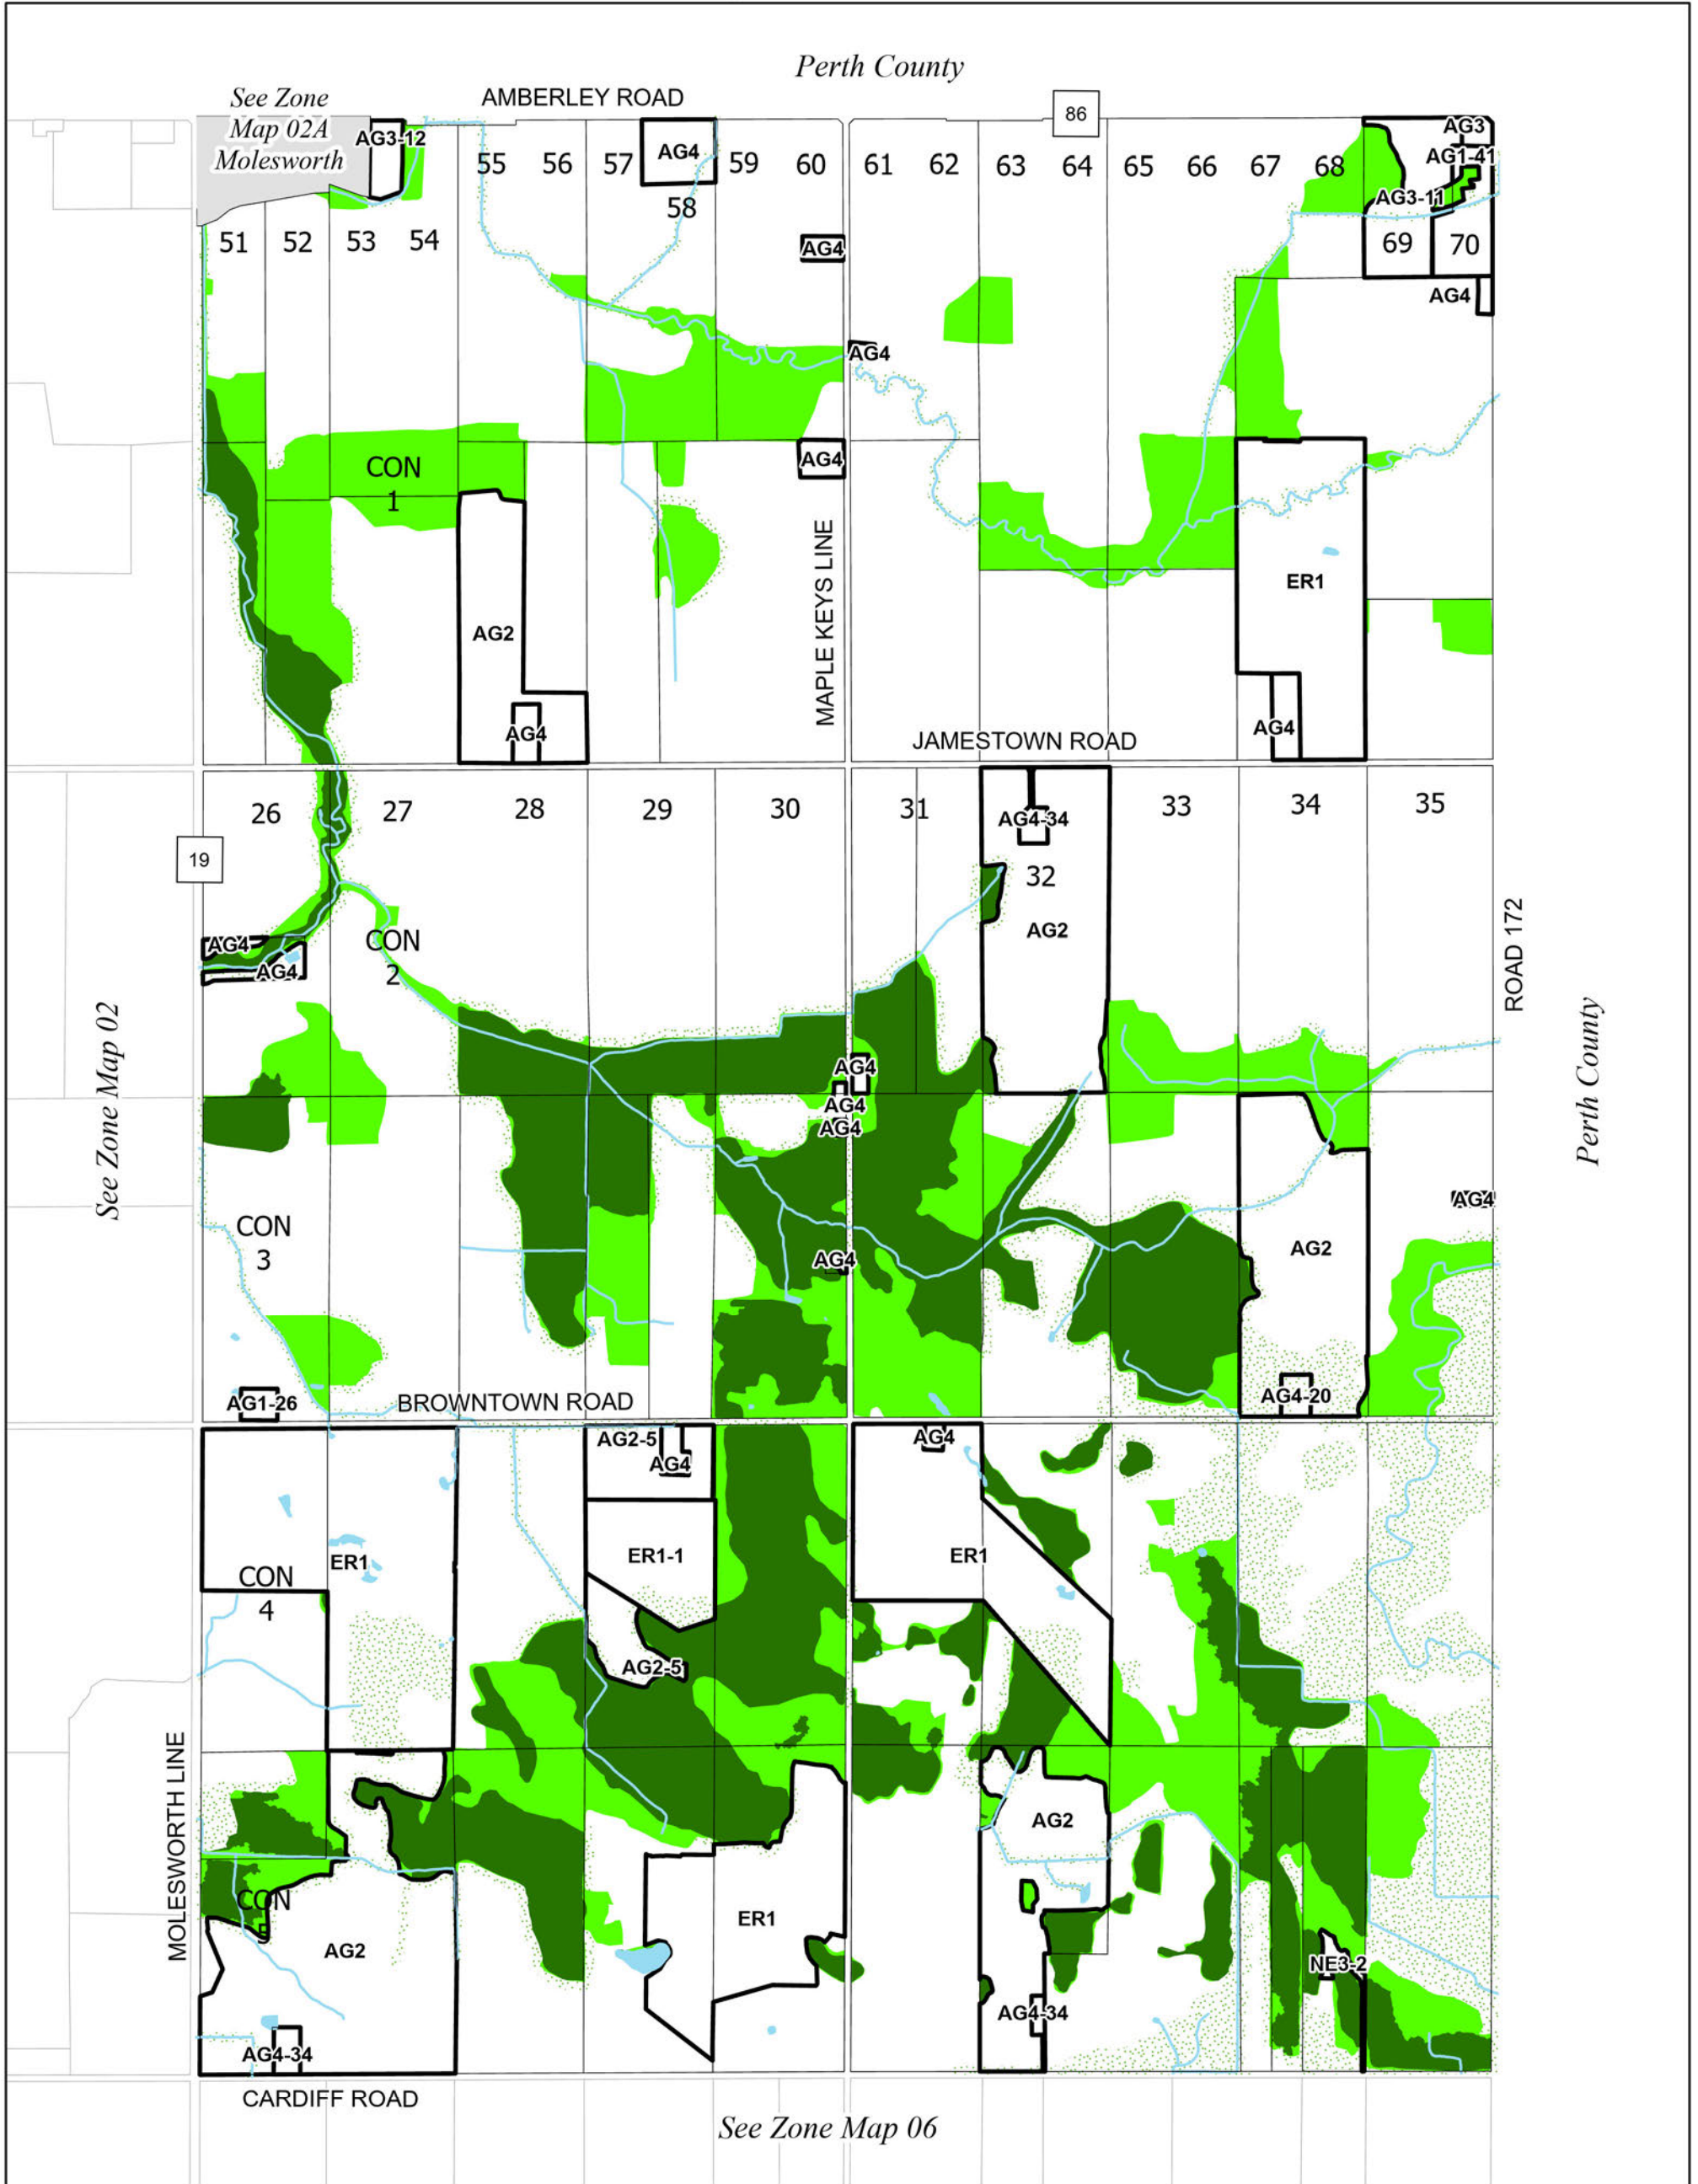 Perth County
See Zone
Map 02A
Molesworth
AMBERLEY ROAD
86
AG3-12
AG4
AG3
AG1-41
AG3-11
55
56
57
58
59
60
61
62
63
64
65
66
67
68
69
70
51
52
53
54
AG4
AG4
AG4
AG4
CON
1
MAPLE KEYS LINE
ER1
AG2
AG4
AG4
JAMESTOWN ROAD
26
27
28
29
30
31
32
33
34
35
19
AG4-34
AG2
AG4
AG4
CON
2
ROAD 172
See Zone Map 02
Perth County
AG4
AG4
AG4
AG4
CON
3
AG2
AG4
AG1-26
BROWNTOWN ROAD
AG4-20
AG2-5
AG4
AG4
ER1
ER1-1
ER1
CON
4
AG2-5
MOLESWORTH LINE
AG2
CON
5
AG2
ER1
NE3-2
AG4-34
AG4-34
CARDIFF ROAD
See Zone Map 06